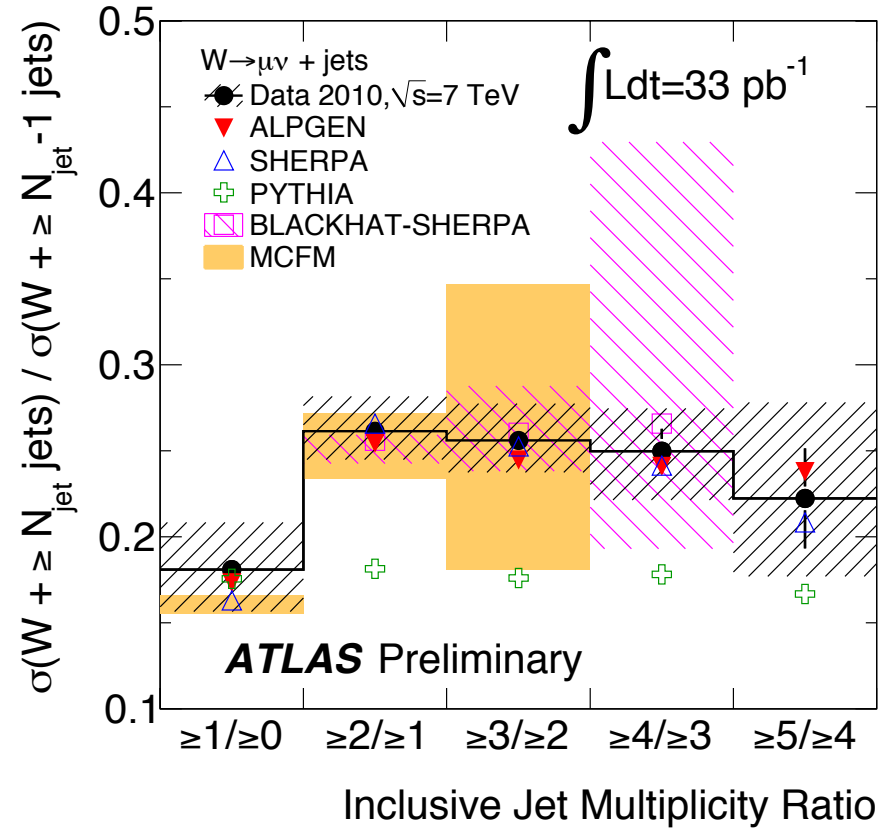 σ(W + ≥ N_jet jets) / σ(W + ≥ N_jet -1 jets)
0.5
0.4
0.3
0.2
0.1
W→μν + jets
Data 2010,√s=7 TeV
ALPGEN
SHERPA
PYTHIA
BLACKHAT-SHERPA
MCFM
∫Ldt=33 pb⁻¹
ATLAS Preliminary
≥1/≥0 ≥2/≥1 ≥3/≥2 ≥4/≥3 ≥5/≥4
Inclusive Jet Multiplicity Ratio